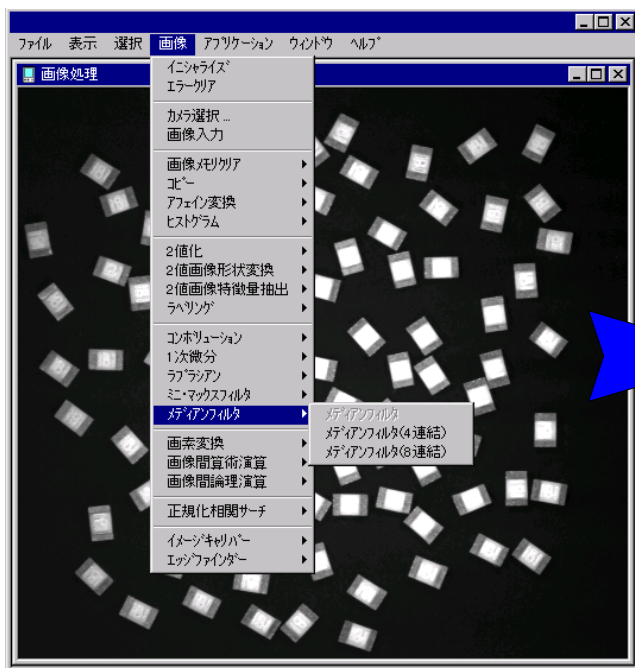 ファイル 表示 選択 画像 アプリケーション ウィンドウ ヘルプ
画像処理
イニシャライズ
エラークリア
カメラ選択 ...
画像入力
画像メモリクリア
コピー
アフェイン変換
ヒストグラム
2値化
2値画像形状変換
2値画像特徴量抽出
ラベリング
コンボリューション
1次微分
ラプラシアン
ミニ・マックスフィルタ
メディアンフィルタ
メディアンフィルタ
メディアンフィルタ(4連結)
メディアンフィルタ(8連結)
画素変換
画像間算術演算
画像間論理演算
正規化相関サーチ
イメージキャリパー
エッジファインダー